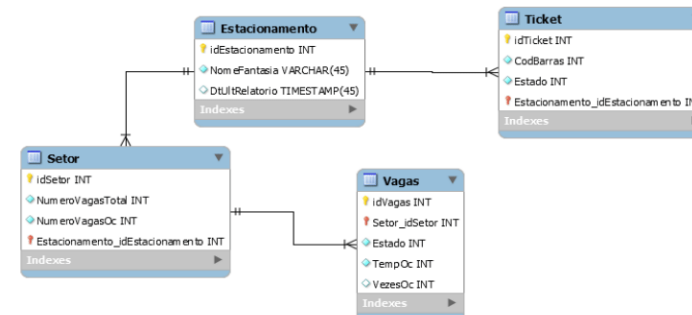 Estacionamento
idEstacionamento INT
NomeFantasia VARCHAR(45)
DtUltRelatorio TIMESTAMP(45)
Indexes
Ticket
idTicket INT
CodBarras INT
Estado INT
Estacionamento_idEstacionamento
Indexes
Setor
idSetor INT
NumeroVagasTotal INT
NumeroVagasOc INT
Estacionamento_idEstacionamento INT
Indexes
Vagas
idVagas INT
Setor_idSetor INT
Estado INT
TempOc INT
VezesOc INT
Indexes